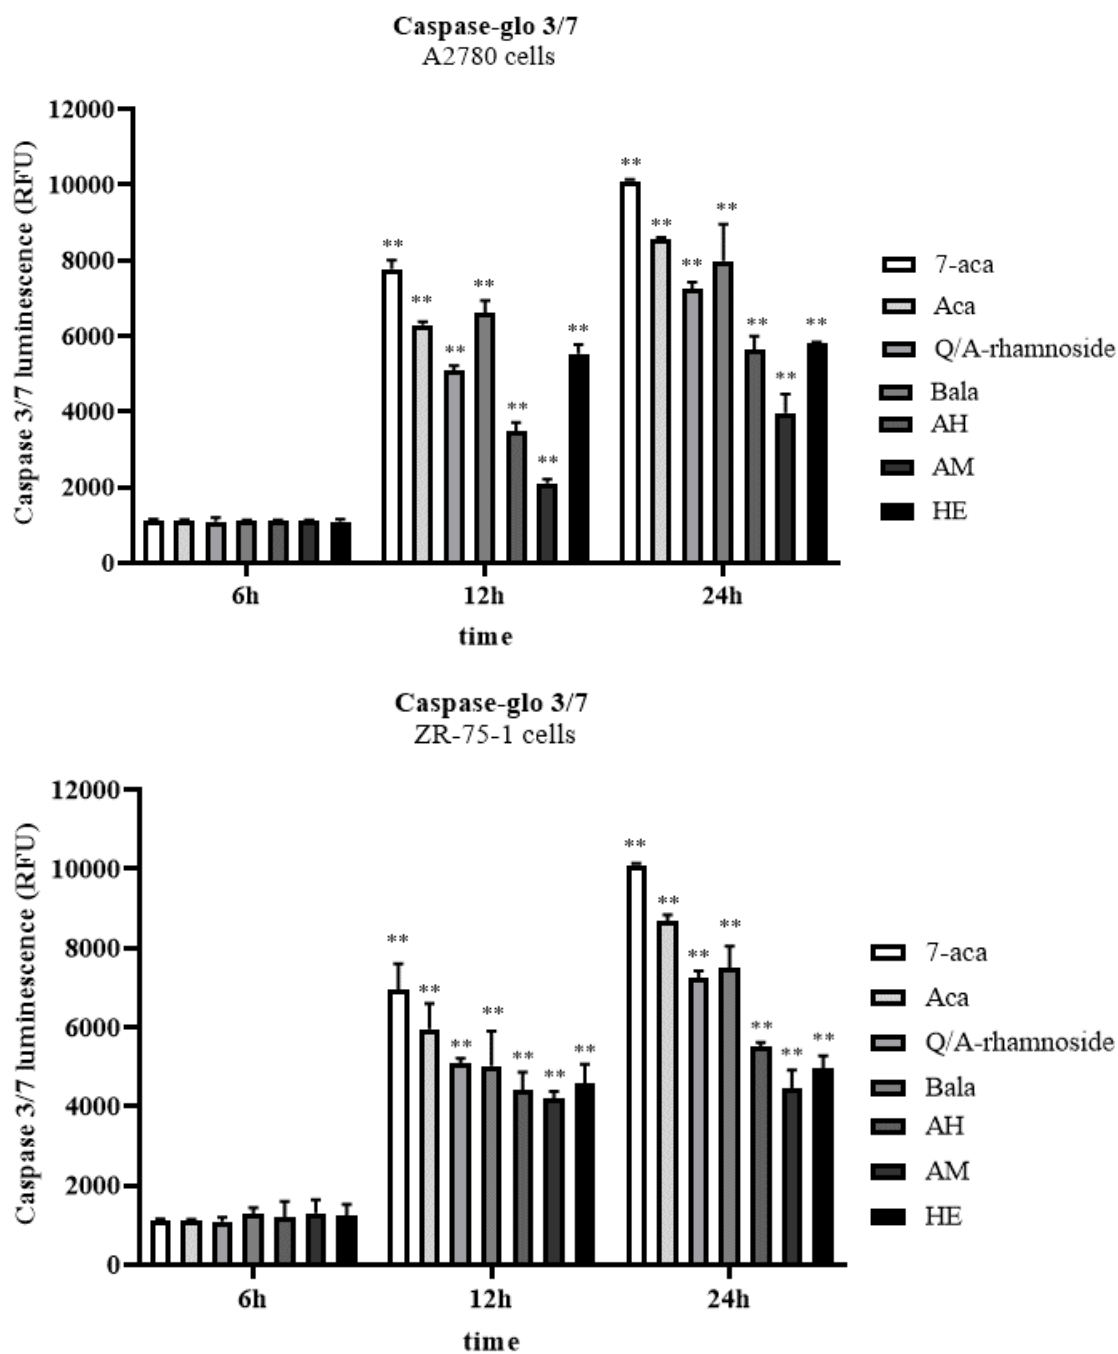 Caspase-glo 3/7
A2780 cells
Caspase 3/7 luminescence (RFU)
12000
10000
8000
6000
4000
2000
0
** ** ** ** ** ** **
** ** ** ** ** ** **
6h 12h 24h
time
7-aca
Aca
Q/A-rhamnoside
Bala
AH
AM
HE
Caspase-glo 3/7
ZR-75-1 cells
Caspase 3/7 luminescence (RFU)
12000
10000
8000
6000
4000
2000
0
** ** ** ** ** ** **
** ** ** ** ** ** **
6h 12h 24h
time
7-aca
Aca
Q/A-rhamnoside
Bala
AH
AM
HE